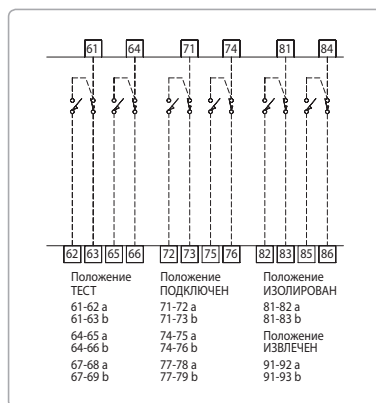 61 64 71 74 81 84
62 63 65 66 72 73 75 76 82 83 85 86
Положение
ТЕСТ
61-62 a
61-63 b
64-65 a
64-66 b
67-68 a
67-69 b
Положение
ПОДКЛЮЧЕН
71-72 a
71-73 b
74-75 a
74-76 b
77-78 a
77-79 b
Положение
ИЗОЛИРОВАН
81-82 a
81-83 b
Положение
ИЗВЛЕЧЕН
91-92 a
91-93 b